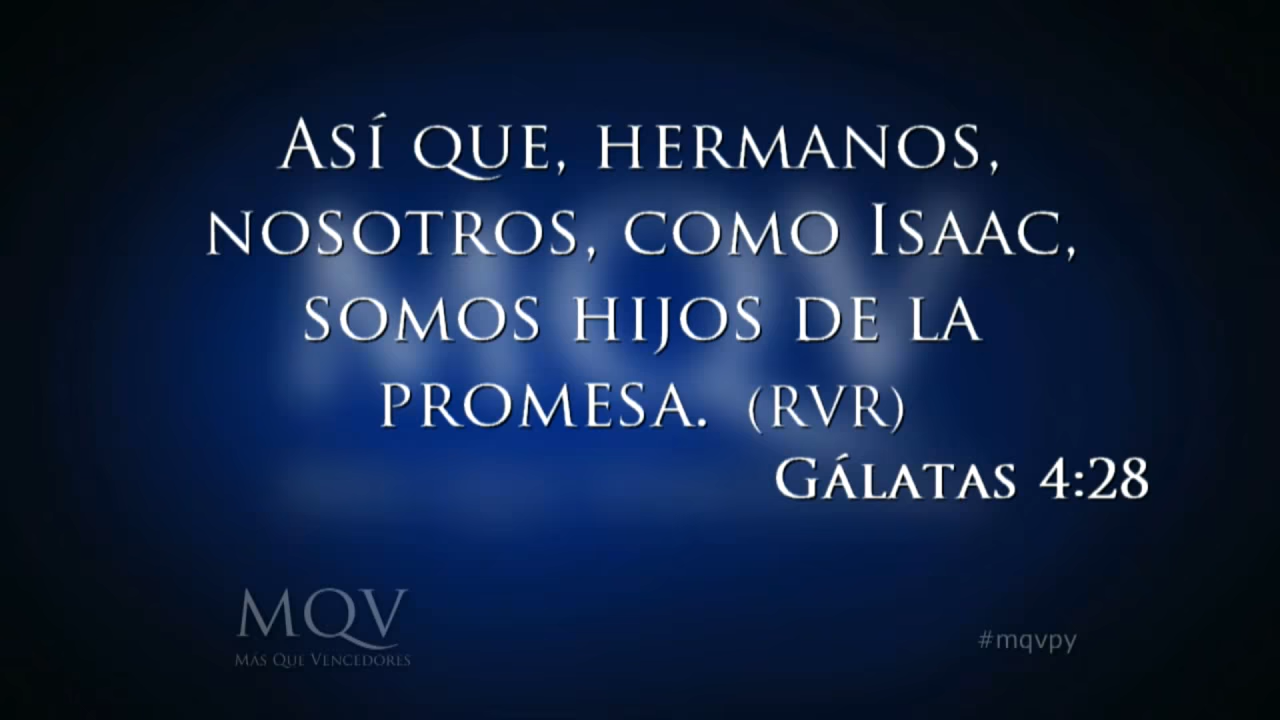 Así que, hermanos,
nosotros, como Isaac,
somos hijos de la
promesa. (RVR)
Gálatas 4:28
MQV
Más Que Vencedores
#mqvpy